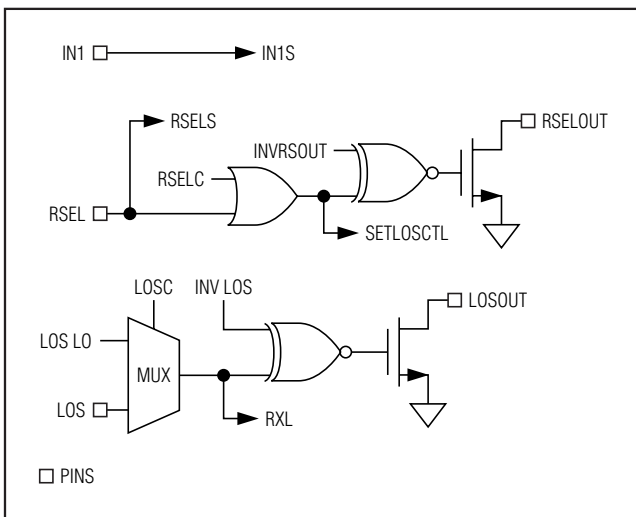 IN1
IN1S
RSELS
RSELOUT
INVRSOUT
RSELC
RSEL
SETLOSCTL
LOSC
INV LOS
LOSOUT
LOS LO
MUX
LOS
RXL
PINS